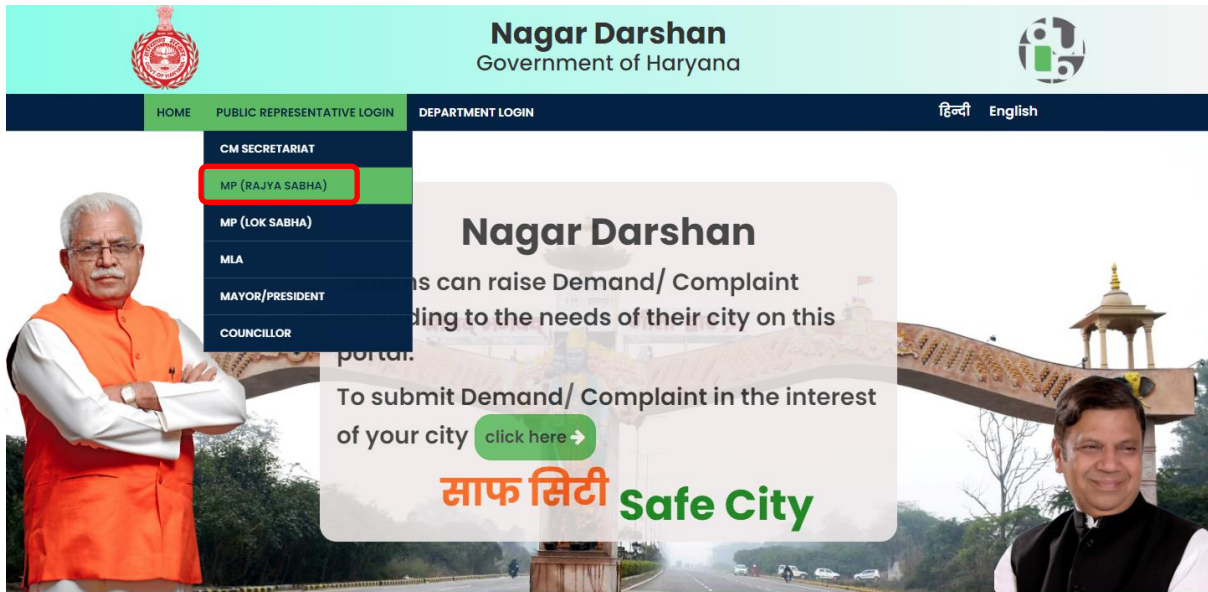 Nagar Darshan
Government of Haryana
HOME PUBLIC REPRESENTATIVE LOGIN DEPARTMENT LOGIN हिन्दी English
CM SECRETARIAT
MP (RAJYA SABHA)
MP (LOK SABHA)
MLA
MAYOR/PRESIDENT
COUNCILLOR
Nagar Darshan
can raise Demand/ Complaint
to the needs of their city on this
portal.
To submit Demand/ Complaint in the interest
of your city click here
साफ सिटी Safe City